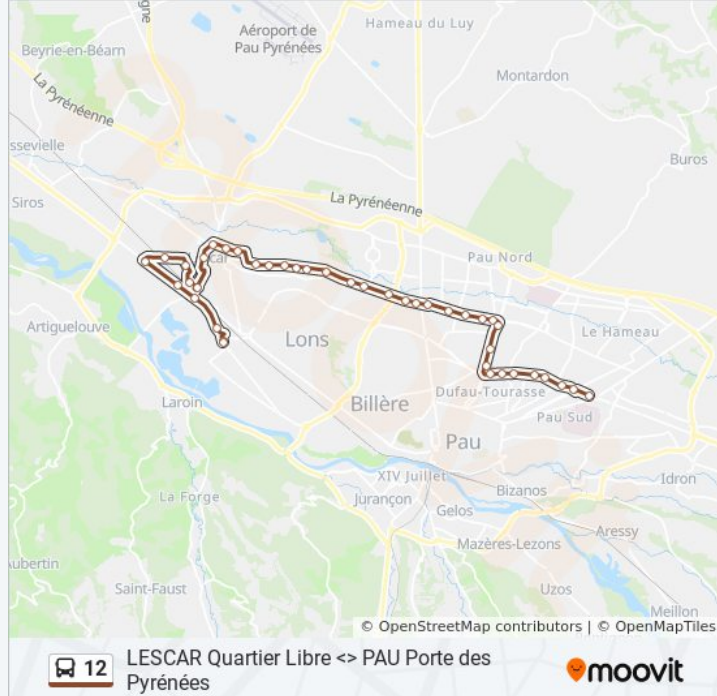 Hameau du Luy
Aéroport de
Pau Pyrénées
Beyrie-en-Béarn
Montardon
La Pyrénéenne
ssevielle
Buros
Siros
La Pyrénéenne
Pau Nord
car
Artiguelouve
Le Hameau
Lons
Laroin
Billère
Dufau-Tourasse
Pau Sud
Pau
XIV Juillet
Idron
La Forge
Jurançon
Bizanos
Gelos
Aressy
Mazères-Lezons
Aubertin
Saint-Faust
Uzos
Meillon
© OpenStreetMap contributors | © OpenMapTiles
12
LESCAR Quartier Libre <> PAU Porte des
Pyrénées
moovit